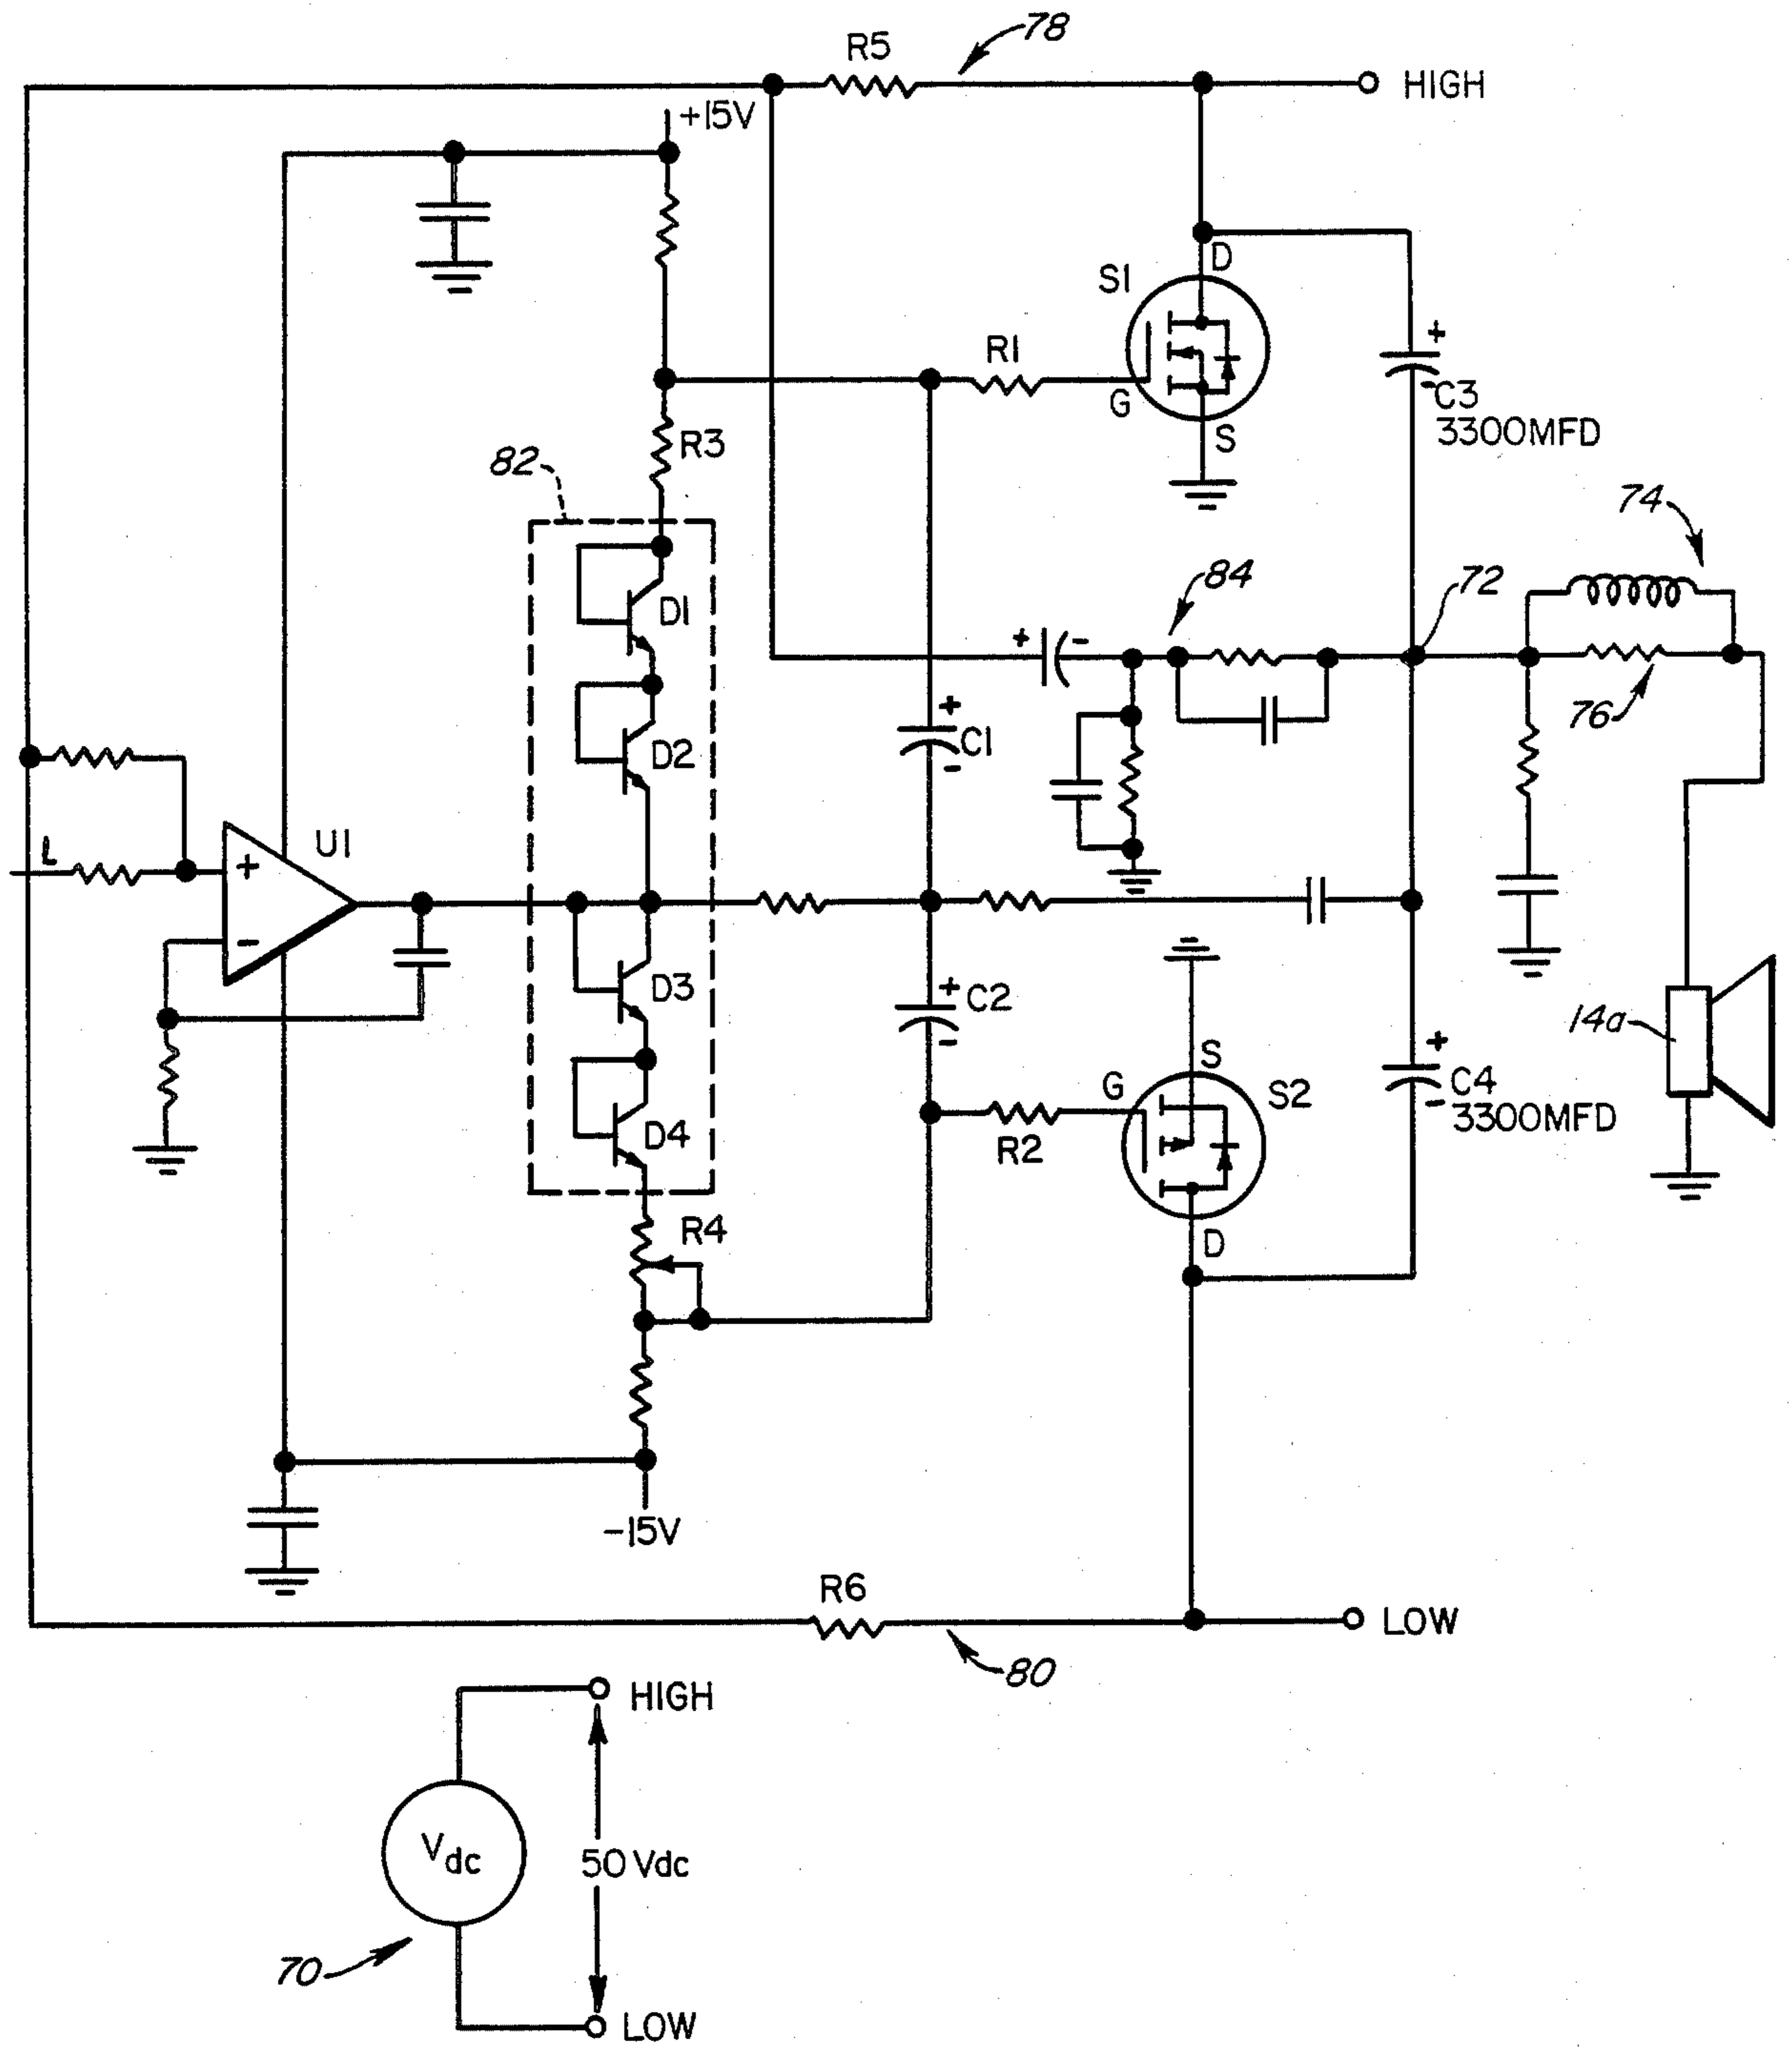 78
R5
HIGH
+15V
D
S1
R1
+
G
-
C3
3300MFD
R3
S
82
74
84
72
D1
+
-
76
D2
+
C1
-
L
U1
+
-
D3
+
C2
-
14a
S
+
G
S2
C4
-
3300MFD
D4
R2
R4
D
-15V
R6
LOW
80
HIGH
Vdc
50 Vdc
70
LOW